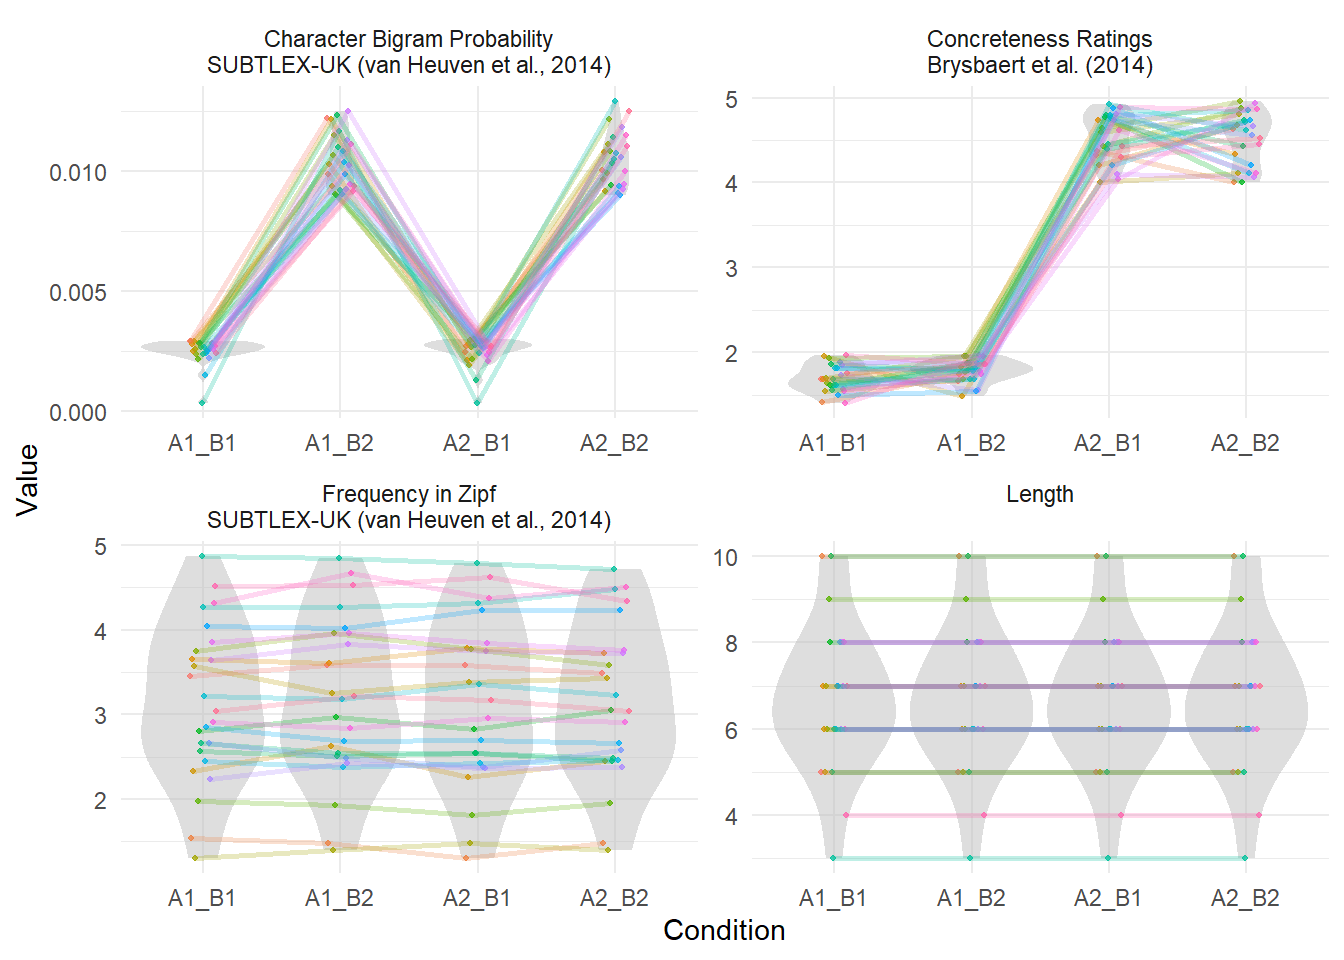 Character Bigram Probability
SUBTLEX-UK (van Heuven et al., 2014)
Concreteness Ratings
Brysbaert et al. (2014)
0.010
0.005
0.000
A1_B1 A1_B2 A2_B1 A2_B2
5
4
3
2
A1_B1 A1_B2 A2_B1 A2_B2
Value
Frequency in Zipf
SUBTLEX-UK (van Heuven et al., 2014)
Length
5
4
3
2
A1_B1 A1_B2 A2_B1 A2_B2
10
8
6
4
A1_B1 A1_B2 A2_B1 A2_B2
Condition